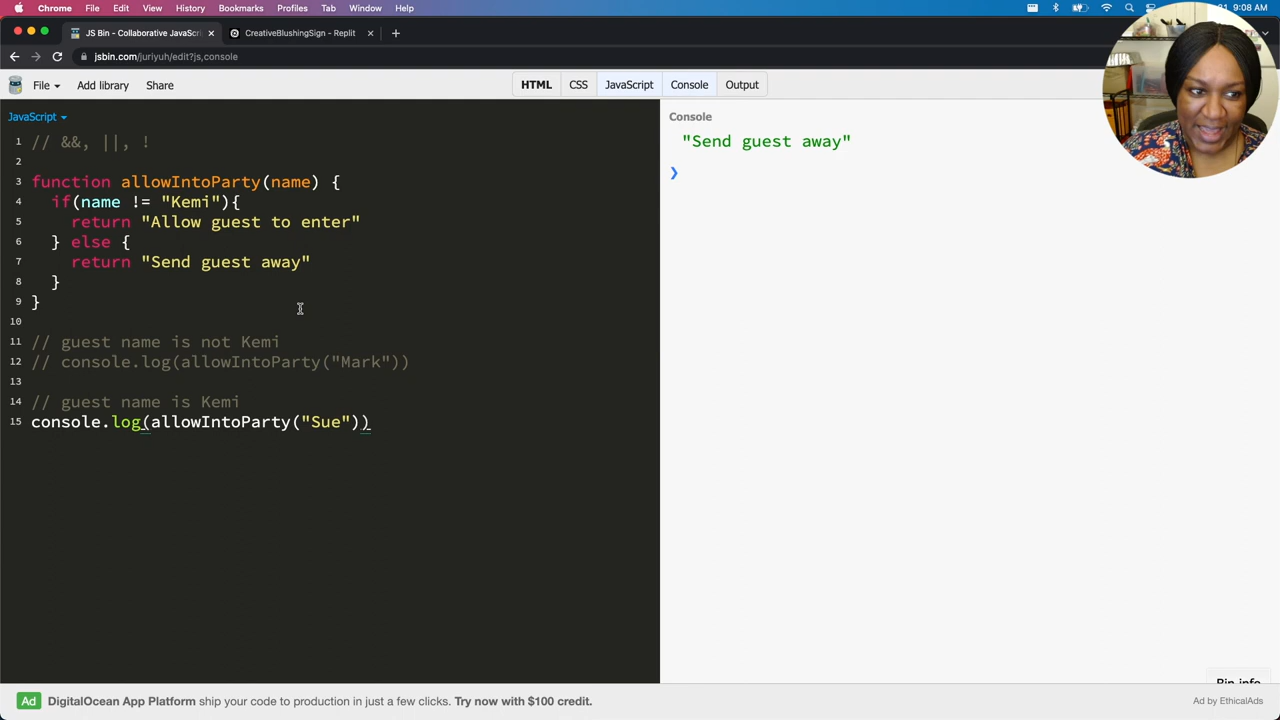 Chrome File Edit View History Bookmarks Profiles Tab Window Help 9:08 AM
JS Bin - Collaborative JavaScri CreativeBlushingSign - Replit
jsbin.com/juriyuh/edit?js,console
File Add library Share HTML CSS JavaScript Console Output
JavaScript
1 // &&, ||, !
2
3 function allowIntoParty(name) {
4 if(name != "Kemi"){
5 return "Allow guest to enter"
6 } else {
7 return "Send guest away"
8 }
9 }
10
11 // guest name is not Kemi
12 // console.log(allowIntoParty("Mark"))
13
14 // guest name is Kemi
15 console.log(allowIntoParty("Sue"))
Console
"Send guest away"
Bin info
Ad DigitalOcean App Platform ship your code to production in just a few clicks. Try now with $100 credit. Ad by EthicalAds